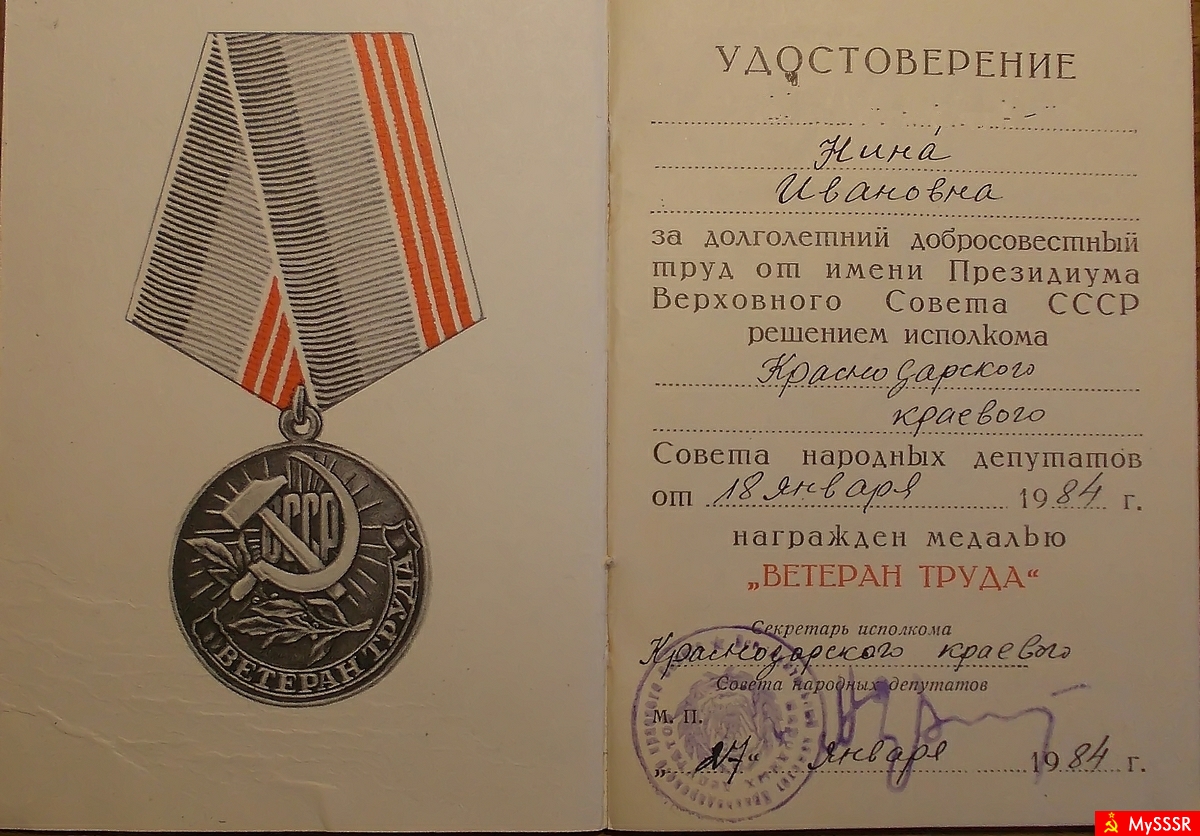 СССР
ВЕТЕРАН ТРУДА
УДОСТОВЕРЕНИЕ
Нина
Ивановна
за долголетний добросовестный
труд от имени Президиума
Верховного Совета СССР
решением исполкома
Краснодарского
краевого
Совета народных депутатов
от 18 января 1984 г.
награжден медалью
„ВЕТЕРАН ТРУДА“
Секретарь исполкома
Краснодарского краевого
Совета народных депутатов
М. П.
„27“ января 1984 г.
MySSSR